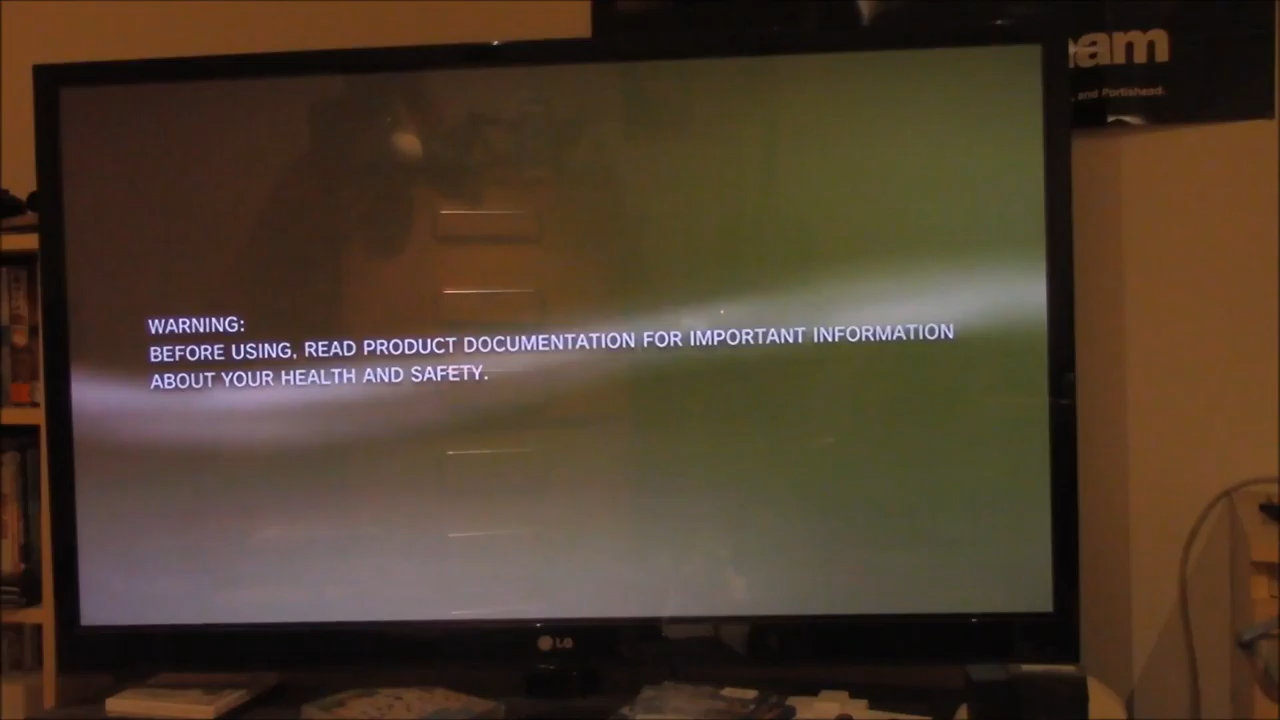 am
, and Portishead.
WARNING:
BEFORE USING, READ PRODUCT DOCUMENTATION FOR IMPORTANT INFORMATION
ABOUT YOUR HEALTH AND SAFETY.
LG